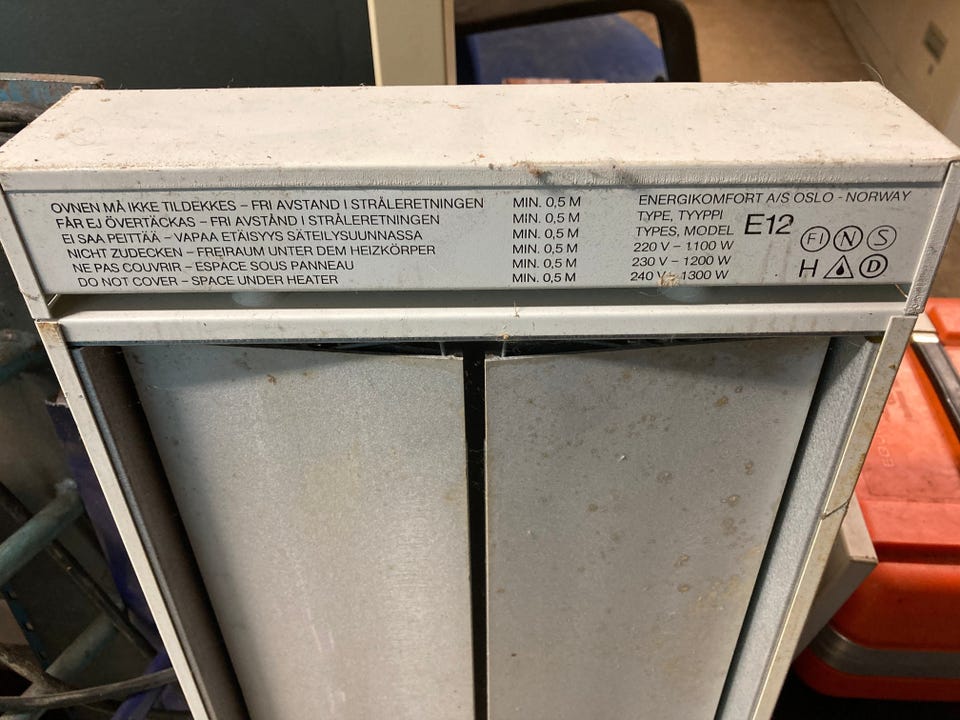 OVNEN MÅ IKKE TILDEKKES – FRI AVSTAND I STRÅLERETNINGEN MIN. 0,5 M
FÅR EJ ÖVERTÄCKAS – FRI AVSTÅND I STRÅLERETNINGEN MIN. 0,5 M
EI SAA PEITTÄÄ – VAPAA ETÄISYYS SÄTEILYSUUNNASSA MIN. 0,5 M
NICHT ZUDECKEN – FREIRAUM UNTER DEM HEIZKÖRPER MIN. 0,5 M
NE PAS COUVRIR – ESPACE SOUS PANNEAU MIN. 0,5 M
DO NOT COVER – SPACE UNDER HEATER MIN. 0,5 M
ENERGIKOMFORT A/S OSLO - NORWAY
TYPE, TYYPPI
TYPES, MODEL E12
220 V – 1100 W FI N S
230 V – 1200 W
240 V – 1300 W H D